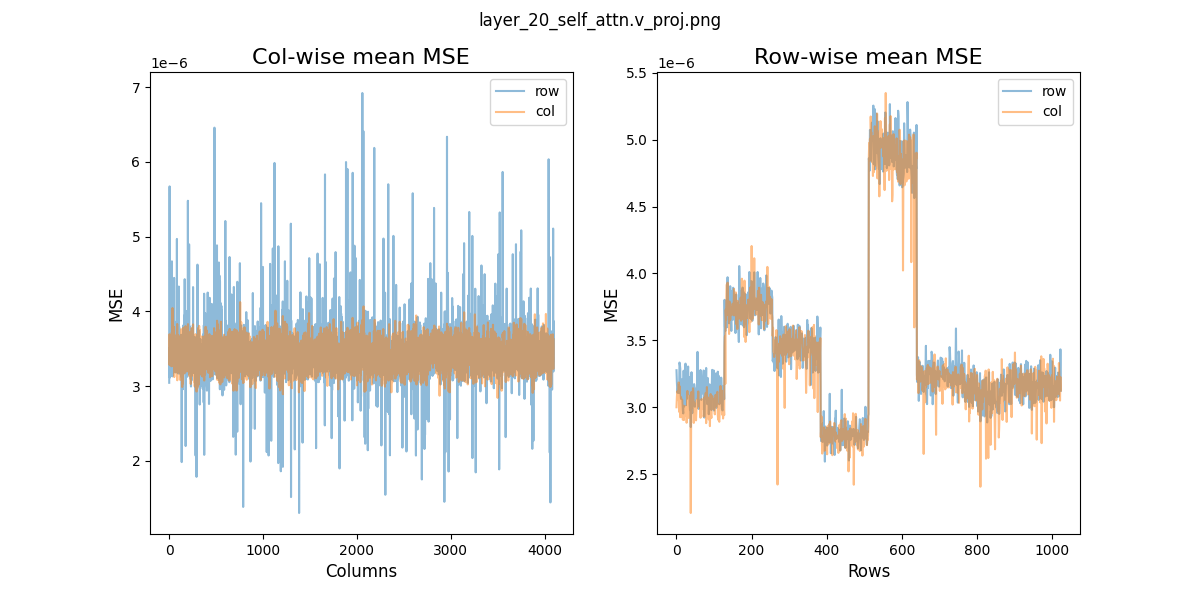 layer_20_self_attn.v_proj.png
Col-wise mean MSE
1e−6
7
6
5
4
3
2
MSE
0
1000
2000
3000
4000
Columns
row
col
Row-wise mean MSE
1e−6
5.5
5.0
4.5
4.0
3.5
3.0
2.5
MSE
0
200
400
600
800
1000
Rows
row
col